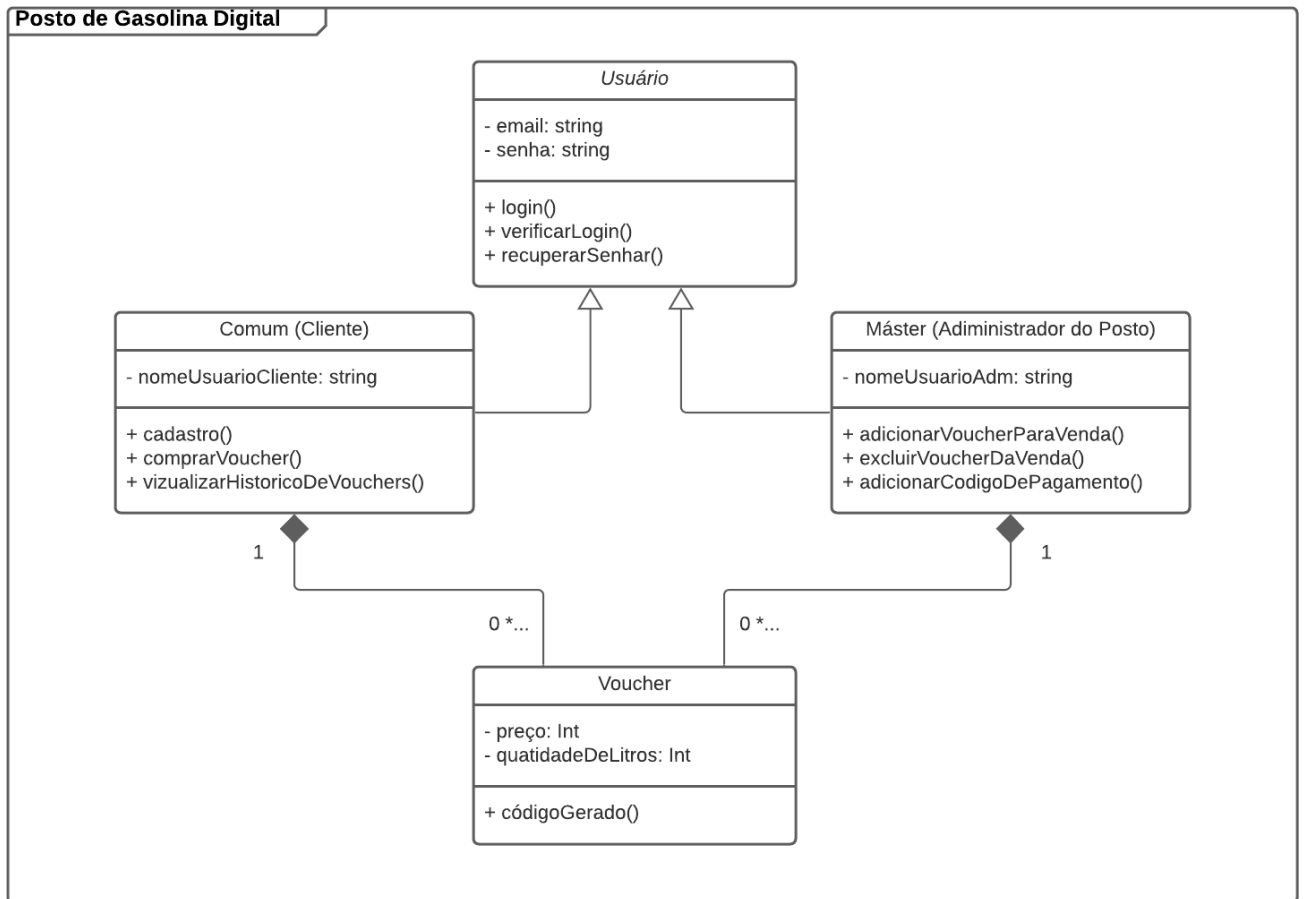 Posto de Gasolina Digital
Usuário
- email: string
- senha: string
+ login()
+ verificarLogin()
+ recuperarSenhar()
Comum (Cliente)
- nomeUsuarioCliente: string
+ cadastro()
+ comprarVoucher()
+ vizualizarHistoricoDeVouchers()
Máster (Adiministrador do Posto)
- nomeUsuarioAdm: string
+ adicionarVoucherParaVenda()
+ excluirVoucherDaVenda()
+ adicionarCodigoDePagamento()
1
1
0 *...
0 *...
Voucher
- preço: Int
- quatidadeDeLitros: Int
+ códigoGerado()